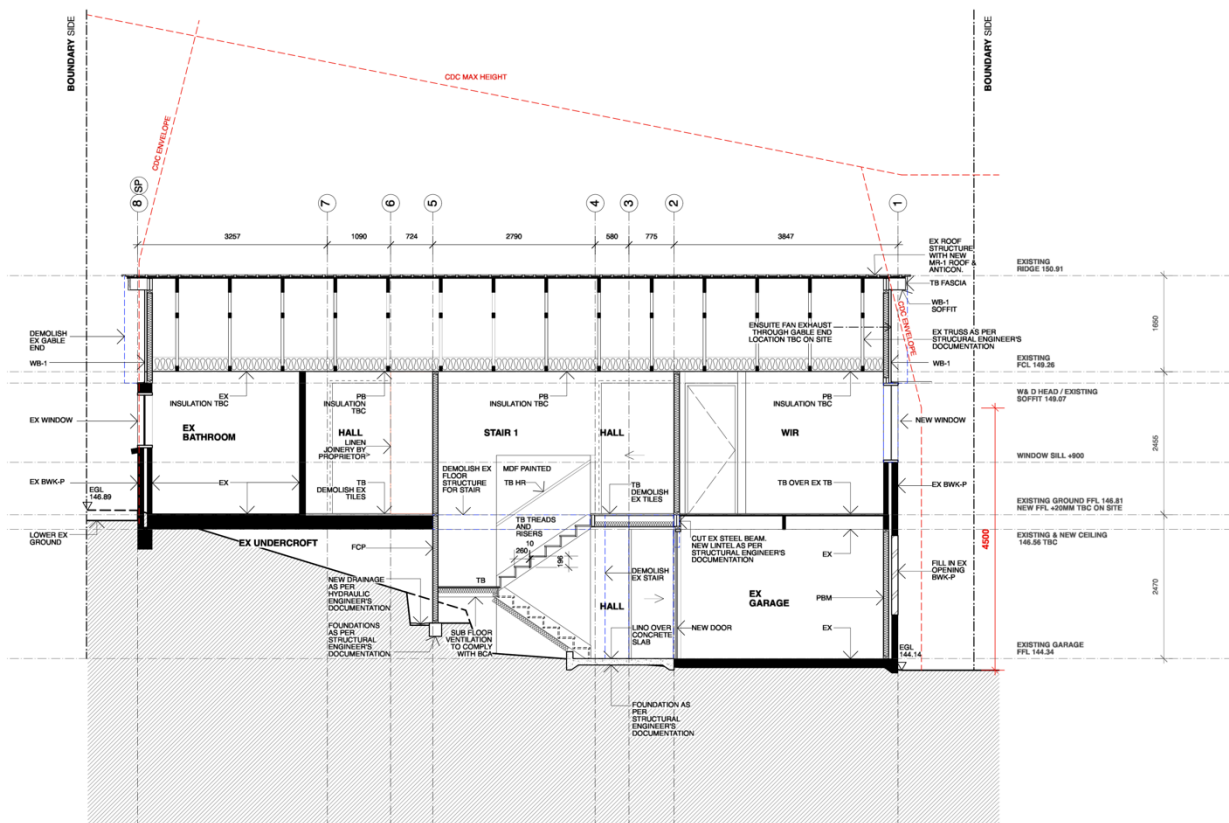 BOUNDARY SIDE
BOUNDARY SIDE
CDC MAX HEIGHT
CDC ENVELOPE
8
SP
7
6
5
4
3
2
1
3257
1090
724
2790
580
775
3847
EX ROOF
STRUCTURE
WITH NEW
MR-1 ROOF &
ANTICON.
EXISTING
RIDGE 150.91
TB FASCIA
WB-1
SOFFIT
CDC ENVELOPE
1650
DEMOLISH
EX GABLE
END
ENSUITE FAN EXHAUST
THROUGH GABLE END
LOCATION TBC ON SITE
EX TRUSS AS PER
STRUCURAL ENGINEER'S
DOCUMENTATION
WB-1
WB-1
EXISTING
FCL 149.26
W& D HEAD / EXISTING
SOFFIT 149.07
EX
INSULATION TBC
PB
INSULATION TBC
PB
INSULATION TBC
PB
INSULATION TBC
EX WINDOW
NEW WINDOW
EX
BATHROOM
HALL
STAIR 1
HALL
WIR
LINEN
JOINERY BY
PROPRIETOR
2455
WINDOW SILL +900
DEMOLISH EX
FLOOR
STRUCTURE
FOR STAIR
MDF PAINTED
TB HR
EX BWK-P
EX
TB
DEMOLISH
EX TILES
TB
DEMOLISH
EX TILES
TB OVER EX TB
EX BWK-P
EGL
146.89
EXISTING GROUND FFL 146.81
NEW FFL +20MM TBC ON SITE
LOWER EX
GROUND
EX UNDERCROFT
FCP
TB TREADS
AND
RISERS
10
260
196
CUT EX STEEL BEAM.
NEW LINTEL AS PER
STRUCTURAL ENGINEER'S
DOCUMENTATION
EX
EXISTING & NEW CEILING
146.56 TBC
4500
NEW DRAINAGE
AS PER
HYDRAULIC
ENGINEER'S
DOCUMENTATION
TB
DEMOLISH
EX STAIR
FILL IN EX
OPENING
BWK-P
2470
HALL
EX
GARAGE
PBM
FOUNDATIONS
AS PER
STRUCTURAL
ENGINEER'S
DOCUMENTATION
SUB FLOOR
VENTILATION
TO COMPLY
WITH BCA
LINO OVER
CONCRETE
SLAB
NEW DOOR
EX
EGL
144.14
EXISTING GARAGE
FFL 144.34
FOUNDATION AS
PER
STRUCTURAL
ENGINEER'S
DOCUMENTATION